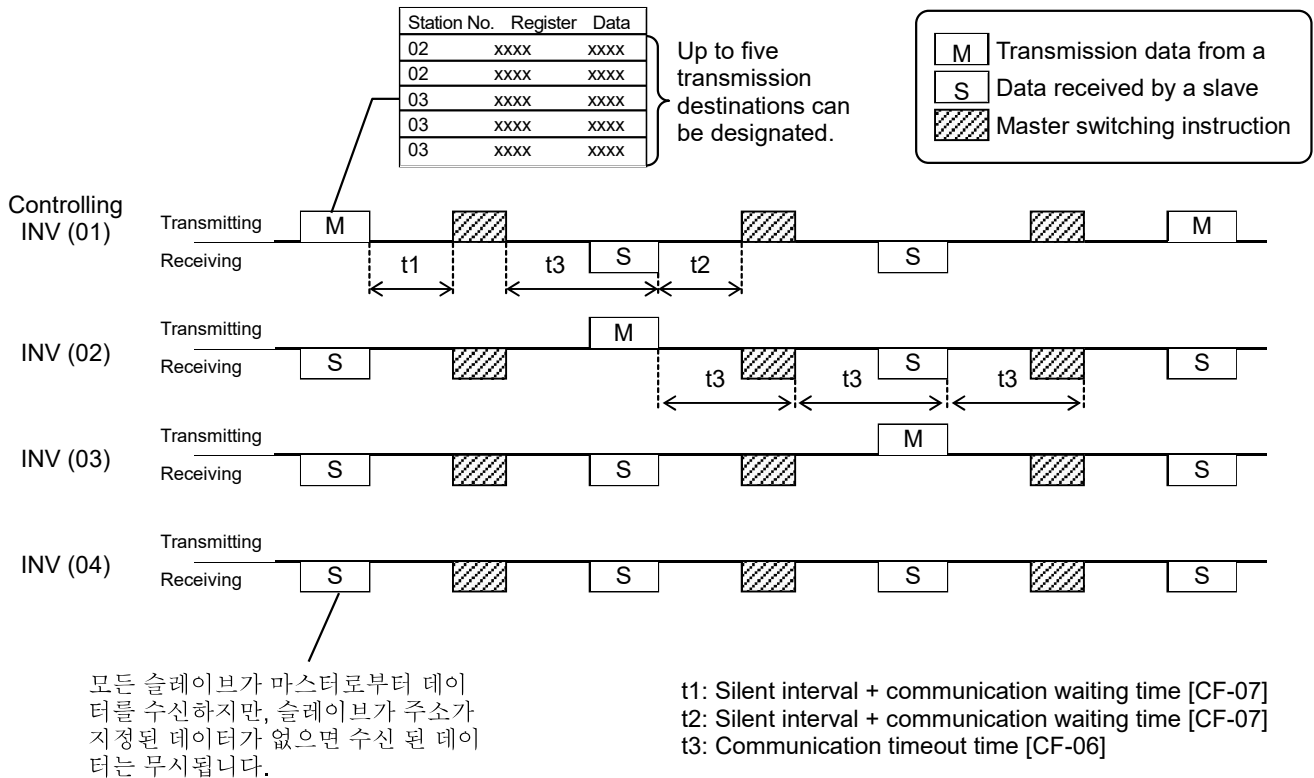 Station No. Register Data
02 xxxx xxxx
02 xxxx xxxx
03 xxxx xxxx
03 xxxx xxxx
03 xxxx xxxx
Up to five
transmission
destinations can
be designated.
M Transmission data from a
S Data received by a slave
Master switching instruction
Controlling
INV (01)
Transmitting
M
M
Receiving
S
S
t1
t3
t2
INV (02)
Transmitting
M
Receiving
S
S
S
t3
t3
t3
INV (03)
Transmitting
M
Receiving
S
S
S
INV (04)
Transmitting
Receiving
S
S
S
S
모든 슬레이브가 마스터로부터 데이
터를 수신하지만, 슬레이브가 주소가
지정된 데이터가 없으면 수신 된 데이
터는 무시됩니다.
t1: Silent interval + communication waiting time [CF-07]
t2: Silent interval + communication waiting time [CF-07]
t3: Communication timeout time [CF-06]